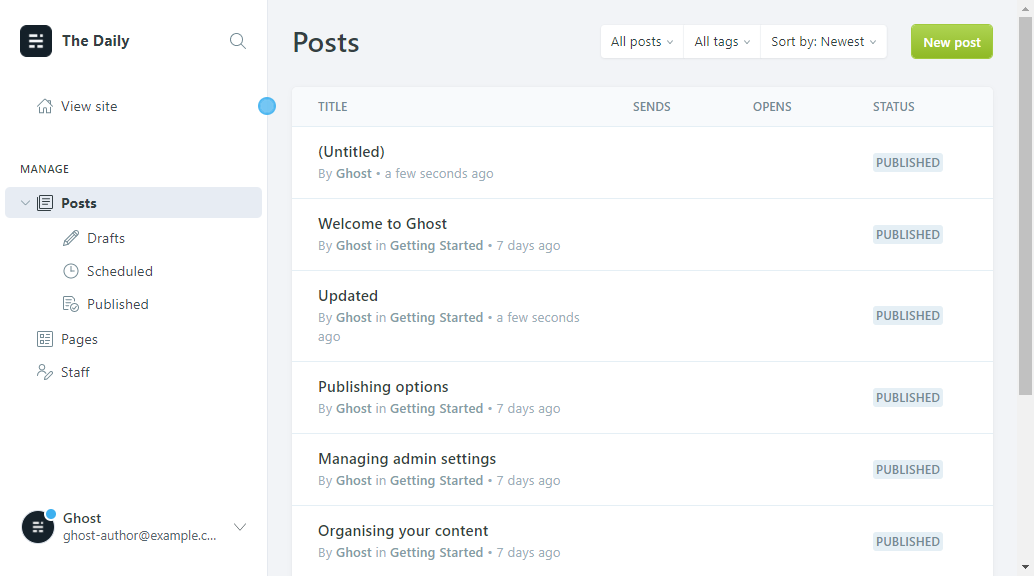 The Daily
View site
MANAGE
Posts
Drafts
Scheduled
Published
Pages
Staff
Ghost
ghost-author@example.c...
Posts
All posts
All tags
Sort by: Newest
New post
TITLE SENDS OPENS STATUS
(Untitled)
By Ghost • a few seconds ago
PUBLISHED
Welcome to Ghost
By Ghost in Getting Started • 7 days ago
PUBLISHED
Updated
By Ghost in Getting Started • a few seconds
ago
PUBLISHED
Publishing options
By Ghost in Getting Started • 7 days ago
PUBLISHED
Managing admin settings
By Ghost in Getting Started • 7 days ago
PUBLISHED
Organising your content
By Ghost in Getting Started • 7 days ago
PUBLISHED